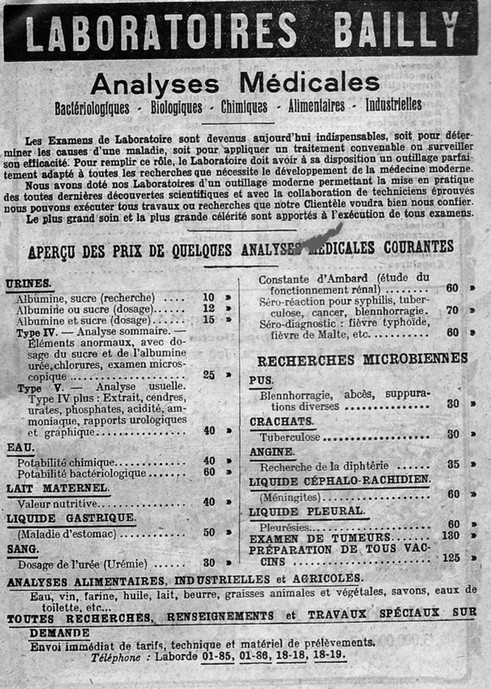 LABORATOIRES BAILLY
Analyses Médicales
Bactériologiques - Biologiques - Chimiques - Alimentaires - Industrielles
Les Examens de Laboratoire sont devenus aujourd'hui indispensables, soit pour déter-
miner les causes d'une maladie, soit pour appliquer un traitement convenable ou surveiller
son efficacité. Pour remplir ce rôle, le Laboratoire doit avoir à sa disposition un outillage parfai-
tement adapté à toutes les recherches que nécessite le développement de la médecine moderne.
Nous avons doté nos Laboratoires d'un outillage moderne permettant la mise en pratique
des toutes dernières découvertes scientifiques et avec la collaboration de techniciens éprouvés
nous pouvons exécuter tous travaux ou recherches que notre Clientèle voudra bien nous confier.
Le plus grand soin et la plus grande célérité sont apportés à l'exécution de tous examens.
APERÇU DES PRIX DE QUELQUES ANALYSES MÉDICALES COURANTES
URINES.
Albumine, sucre (recherche) .... 10 »
Albumine ou sucre (dosage)...... 12 »
Albumine et sucre (dosage)...... 15 »
Type IV. — Analyse sommaire. —
Éléments anormaux, avec do-
sage du sucre et de l'albumine
urée, chlorures, examen micros-
copique ........................ 25 »
Type V. — Analyse usuelle.
Type IV plus : Extrait, cendres,
urates, phosphates, acidité, am-
moniaque, rapports urologiques
et graphique.................... 40 »
EAU.
Potabilité chimique............. 40 »
Potabilité bactériologique ..... 60 »
LAIT MATERNEL.
Valeur nutritive................ 40 »
LIQUIDE GASTRIQUE.
(Maladie d'estomac) ............ 50 »
SANG.
Dosage de l'urée (Urémie) ...... 30 »
Constante d'Ambard (étude du
fonctionnement rénal) .......... 60 »
Séro-réaction pour syphilis, tuber-
culose, cancer, blennhorragie. 70 »
Séro-diagnostic : fièvre typhoïde,
fièvre de Malte, etc............ 60 »
RECHERCHES MICROBIENNES
PUS.
Blennhorragie, abcès, suppura-
tions diverses ................. 30 »
CRACHATS.
Tuberculose .................... 30 »
ANGINE.
Recherche de la diphtérie ...... 35 »
LIQUIDE CÉPHALO-RACHIDIEN.
(Méningites) ................... 60 »
LIQUIDE PLEURAL.
Pleurésies...................... 60 »
EXAMEN DE TUMEURS........ 130 »
PRÉPARATION DE TOUS VAC-
CINS ........................... 125 »
ANALYSES ALIMENTAIRES, INDUSTRIELLES et AGRICOLES.
Eau, vin, farine, huile, lait, beurre, graisses animales et végétales, savons, eaux de
toilette, etc...
TOUTES RECHERCHES, RENSEIGNEMENTS et TRAVAUX SPÉCIAUX SUR
DEMANDE
Envoi immédiat de tarifs, technique et matériel de prélèvements.
Téléphone : Laborde 01-85, 01-86, 18-18, 18-19.